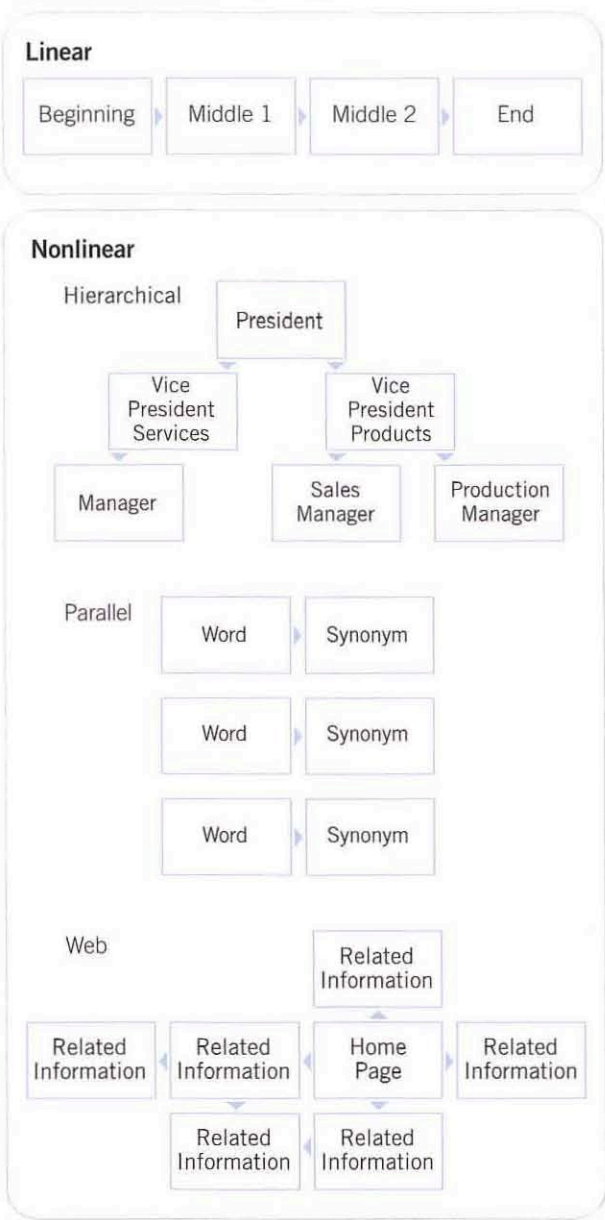 Linear
Beginning
Middle 1
Middle 2
End
Nonlinear
Hierarchical
President
Vice
President
Services
Vice
President
Products
Manager
Sales
Manager
Production
Manager
Parallel
Word
Synonym
Word
Synonym
Word
Synonym
Web
Related
Information
Related
Information
Related
Information
Home
Page
Related
Information
Related
Information
Related
Information